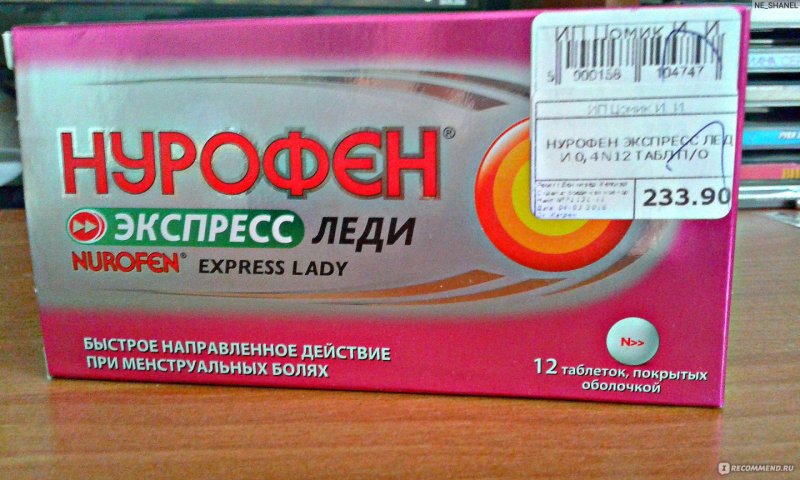 NE_SHANEL
ИП Цомик И. И.
5 000158 104747
ИП Цомик И. И.
НУРОФЕН ЭКСПРЕСС ЛЕД
И 0,4 N12 ТАБЛ П/О
233.90
НУРОФЕН®
ЭКСПРЕСС ЛЕДИ
NUROFEN® EXPRESS LADY
БЫСТРОЕ НАПРАВЛЕННОЕ ДЕЙСТВИЕ
ПРИ МЕНСТРУАЛЬНЫХ БОЛЯХ
N>>
12 таблеток, покрытых
оболочкой
I RECOMMEND.RU